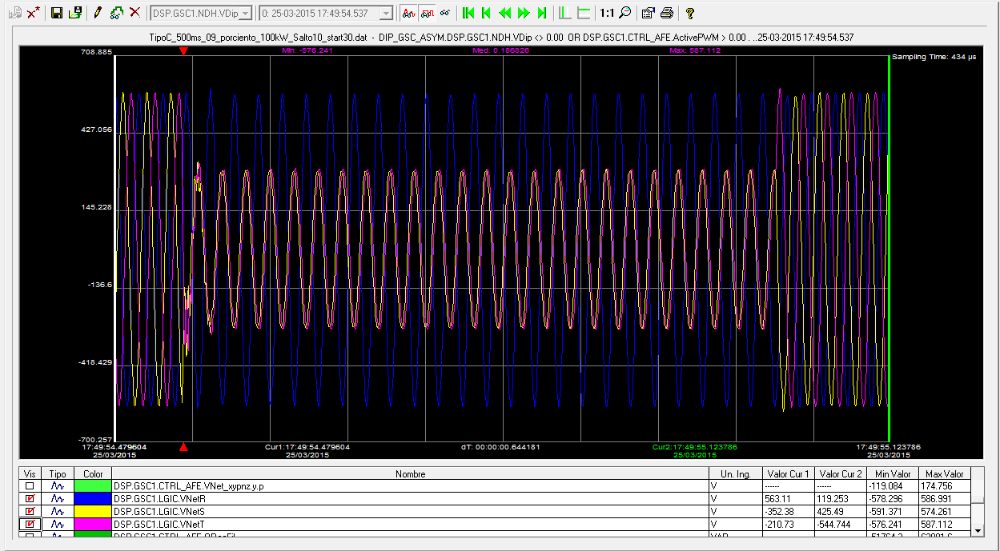 DSP.GSC1.NDH.VDip 0: 25-03-2015 17:49:54.537 1:1
TipoC_500ms_09_porciento_100kW_Salto10_start30.dat - DIP_GSC_ASYM.DSP.GSC1.NDH.VDip <> 0.00 OR DSP.GSC1.CTRL_AFE.ActivePWM > 0.00 ...25-03-2015 17:49:54.537
708.885 Min: -576.241 Med: 0.186826 Max: 587.112
Sampling Time: 434 µs
427.056
145.228
-136.6
-418.429
-700.257
17:49:54.479604 Cur1:17:49:54.479604 dT: 00:00:00.644181 Cur2:17:49:55.123786 17:49:55.123786
25/03/2015 25/03/2015 25/03/2015 25/03/2015
Vis Tipo Color Nombre Un. Ing. Valor Cur 1 Valor Cur 2 Min Valor Max Valor
DSP.GSC1.CTRL_AFE.VNet_xypnz.y.p V ------ ------ -119.084 174.756
DSP.GSC1.LGIC.VNetR V 563.11 119.253 -578.296 586.991
DSP.GSC1.LGIC.VNetS V -352.38 425.49 -591.371 574.261
DSP.GSC1.LGIC.VNetT V -210.73 -544.744 -576.241 587.112